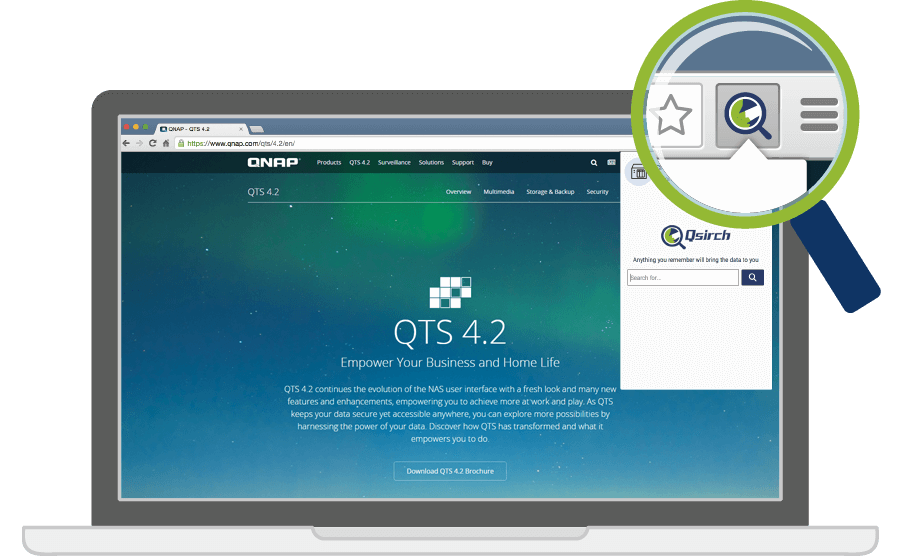 QNAP - QTS 4.2
https://www.qnap.com/qts/4.2/en/
QNAP
Products QTS 4.2 Surveillance Solutions Support Buy
QTS 4.2
Overview Multimedia Storage & Backup Security
Qsirch
Anything you remember will bring the data to you
Search for...
QTS 4.2
Empower Your Business and Home Life
QTS 4.2 continues the evolution of the NAS user interface with a fresh look and many new
features and enhancements, empowering you to achieve more at work and play. As QTS
keeps your data secure yet accessible anywhere, you can explore more possibilities by
harnessing the power of your data. Discover how QTS has transformed and what it
empowers you to do.
Download QTS 4.2 Brochure